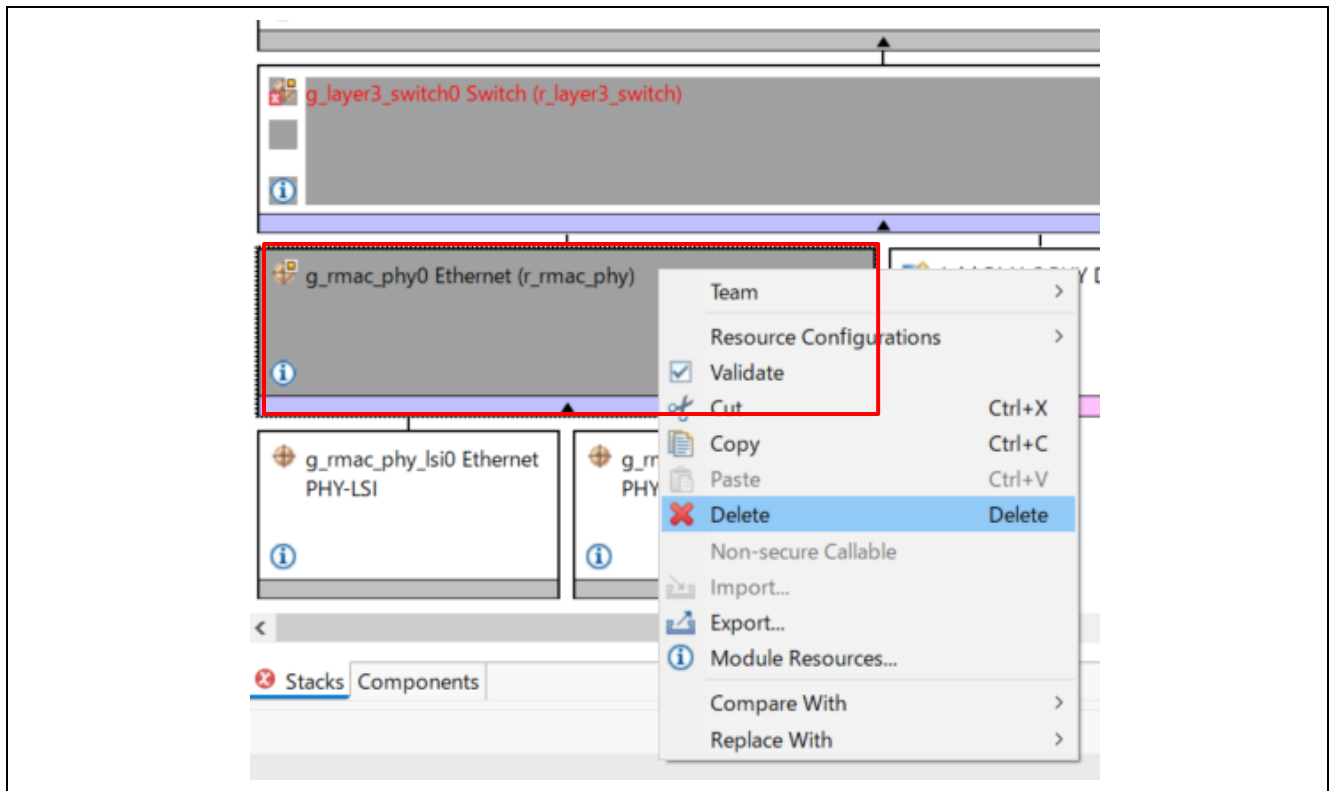 g_layer3_switch0 Switch (r_layer3_switch)
g_rmac_phy0 Ethernet (r_rmac_phy)
Team
Resource Configurations
Validate
Cut Ctrl+X
Copy Ctrl+C
Paste Ctrl+V
Delete Delete
Non-secure Callable
Import...
Export...
Module Resources...
Compare With
Replace With
g_rmac_phy_lsi0 Ethernet
PHY-LSI
Stacks
Components